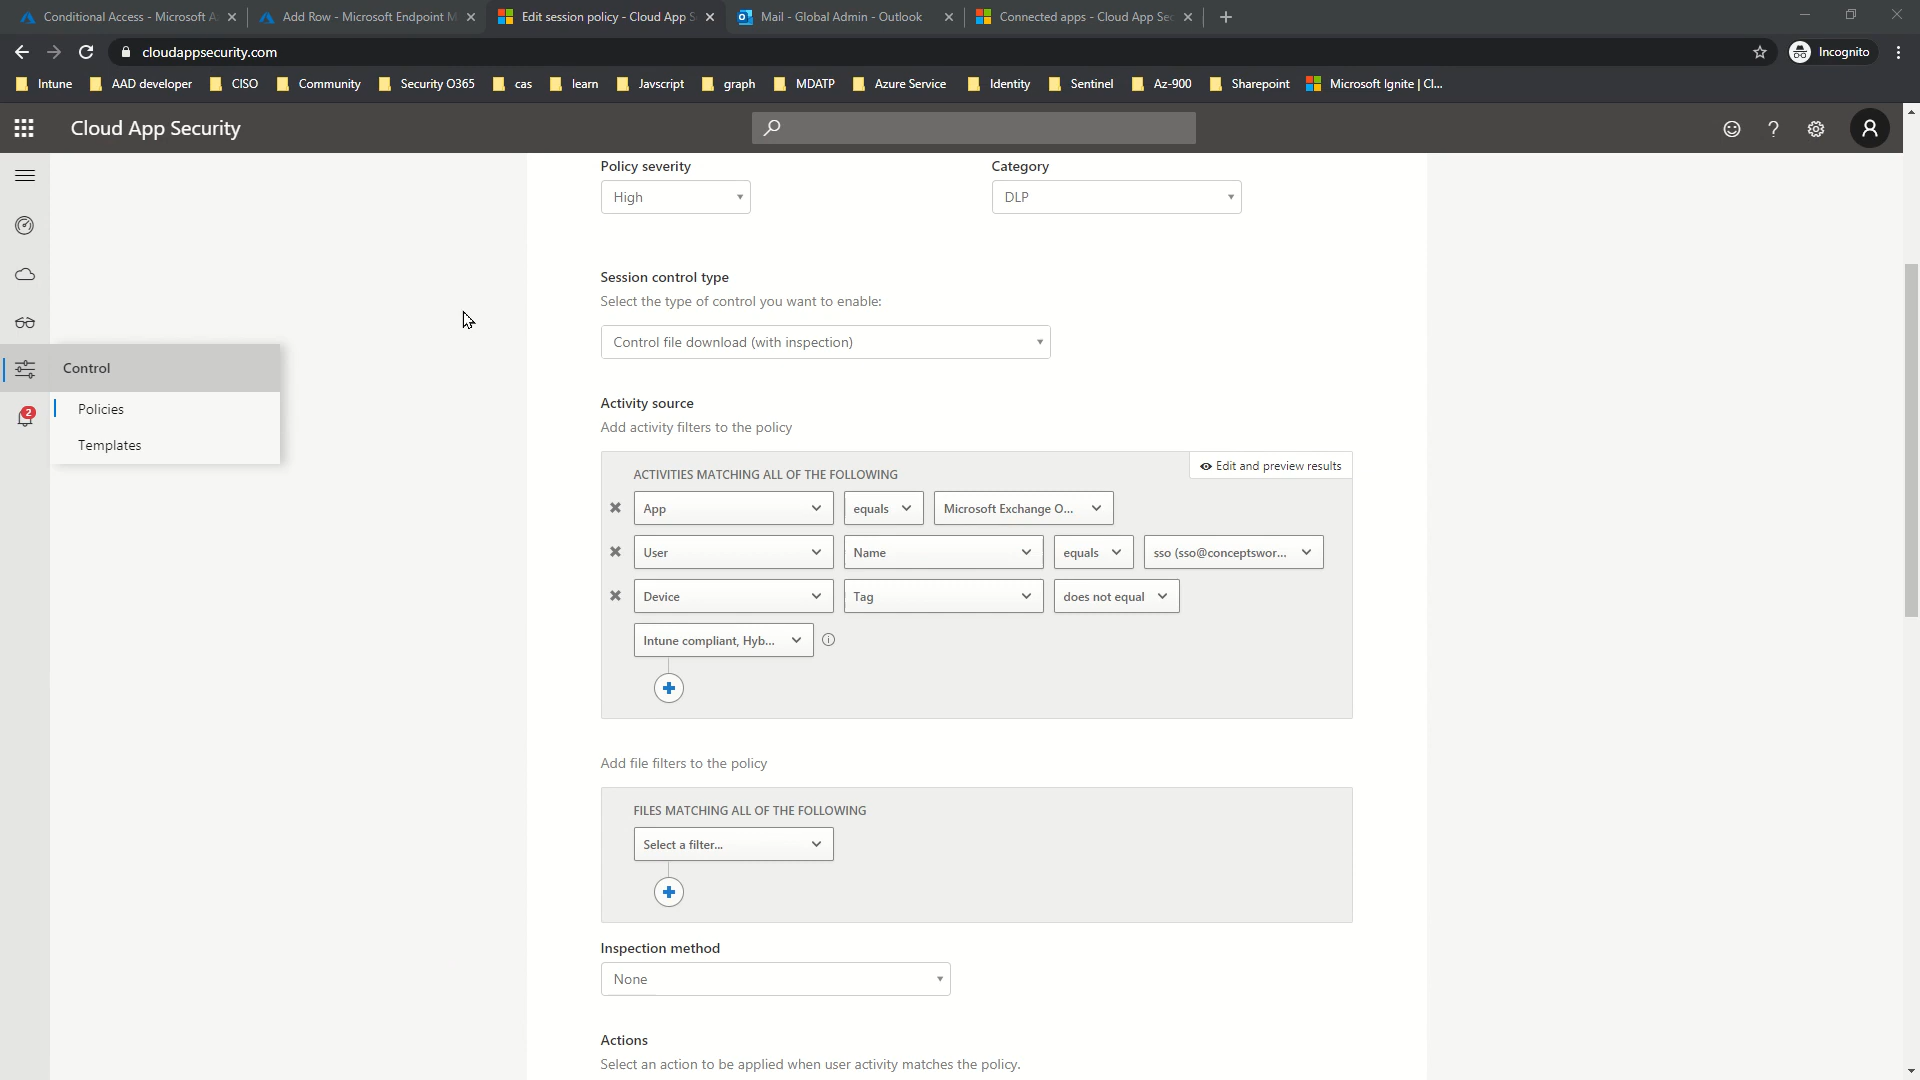 Conditional Access - Microsoft A
Add Row - Microsoft Endpoint M
Edit session policy - Cloud App S
Mail - Global Admin - Outlook
Connected apps - Cloud App Sec
cloudappsecurity.com
Incognito
Intune
AAD developer
CISO
Community
Security O365
cas
learn
Javscript
graph
MDATP
Azure Service
Identity
Sentinel
Az-900
Sharepoint
Microsoft Ignite | Cl...
Cloud App Security
?
Policy severity
Category
High
DLP
Session control type
Select the type of control you want to enable:
Control file download (with inspection)
Control
Policies
2
Templates
Activity source
Add activity filters to the policy
ACTIVITIES MATCHING ALL OF THE FOLLOWING
Edit and preview results
App
equals
Microsoft Exchange O...
User
Name
equals
sso (sso@conceptswor...
Device
Tag
does not equal
Intune compliant, Hyb...
Add file filters to the policy
FILES MATCHING ALL OF THE FOLLOWING
Select a filter...
Inspection method
None
Actions
Select an action to be applied when user activity matches the policy.